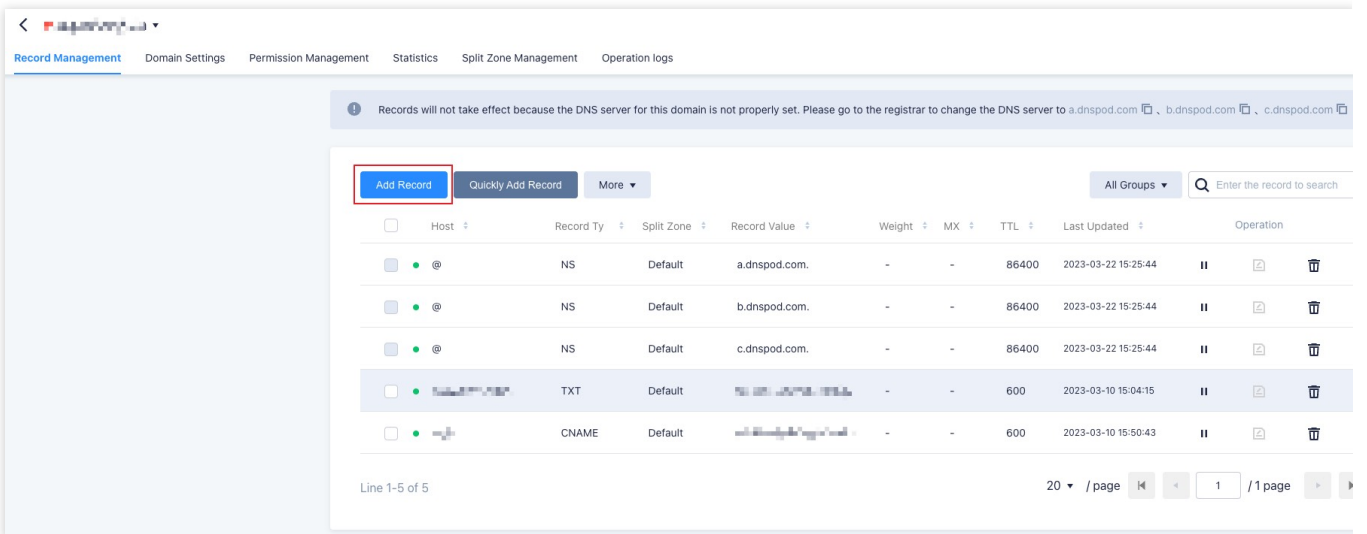 Record Management Domain Settings Permission Management Statistics Split Zone Management Operation logs
Records will not take effect because the DNS server for this domain is not properly set. Please go to the registrar to change the DNS server to a.dnspod.com 、b.dnspod.com 、c.dnspod.com
Add Record Quickly Add Record More All Groups Enter the record to search
Host Record Ty Split Zone Record Value Weight MX TTL Last Updated Operation
@ NS Default a.dnspod.com. - - 86400 2023-03-22 15:25:44
@ NS Default b.dnspod.com. - - 86400 2023-03-22 15:25:44
@ NS Default c.dnspod.com. - - 86400 2023-03-22 15:25:44
TXT Default - - 600 2023-03-10 15:04:15
CNAME Default - - 600 2023-03-10 15:50:43
Line 1-5 of 5 20 / page 1 / 1 page